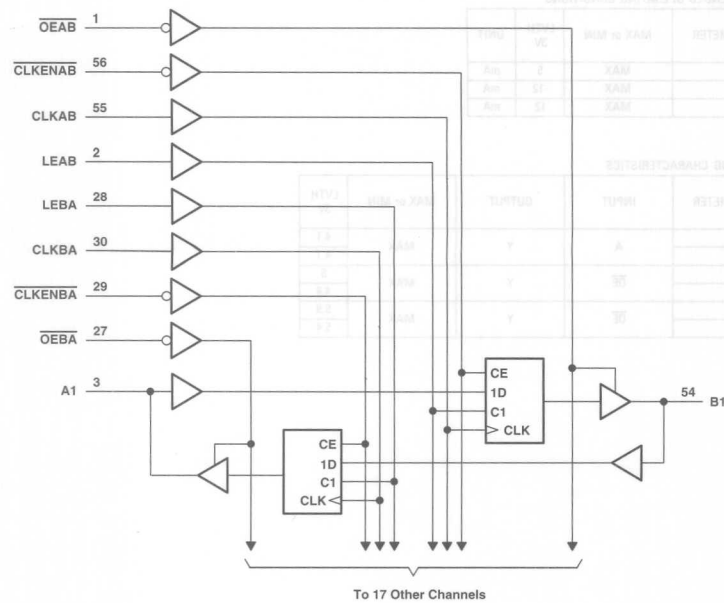 OEAB 1
CLKENAB 56
CLKAB 55
LEAB 2
LEBA 28
CLKBA 30
CLKENBA 29
OEBA 27
A1 3
CE
1D
C1
CLK
54 B1
CE
1D
C1
CLK
To 17 Other Channels